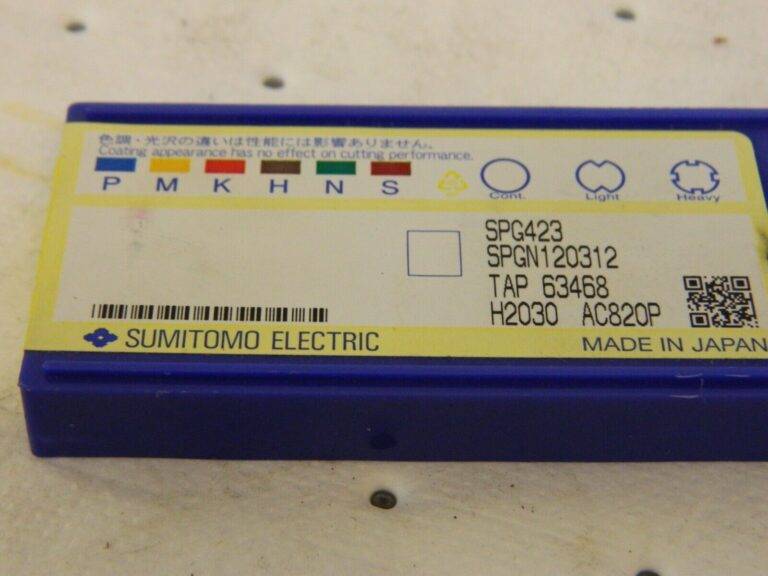 色調・光沢の違いは性能には影響ありません。
Coating appearance has no effect on cutting performance.
P M K H N S
Cont. Light Heavy
SPG423
SPGN120312
TAP 63468
H2030 AC820P
SUMITOMO ELECTRIC
MADE IN JAPAN